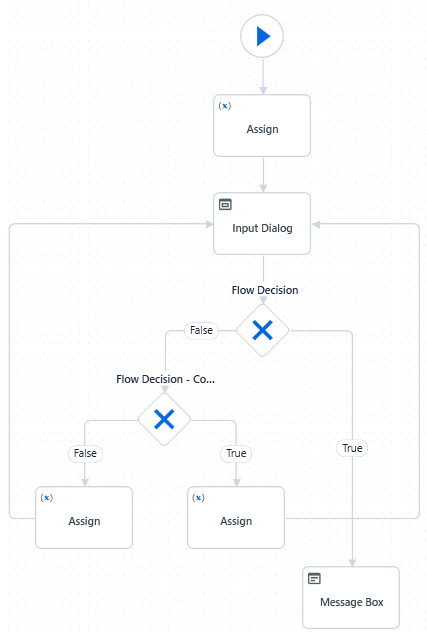 (x)
Assign
Input Dialog
Flow Decision
False
Flow Decision - Co...
True
False
True
(x)
Assign
(x)
Assign
Message Box